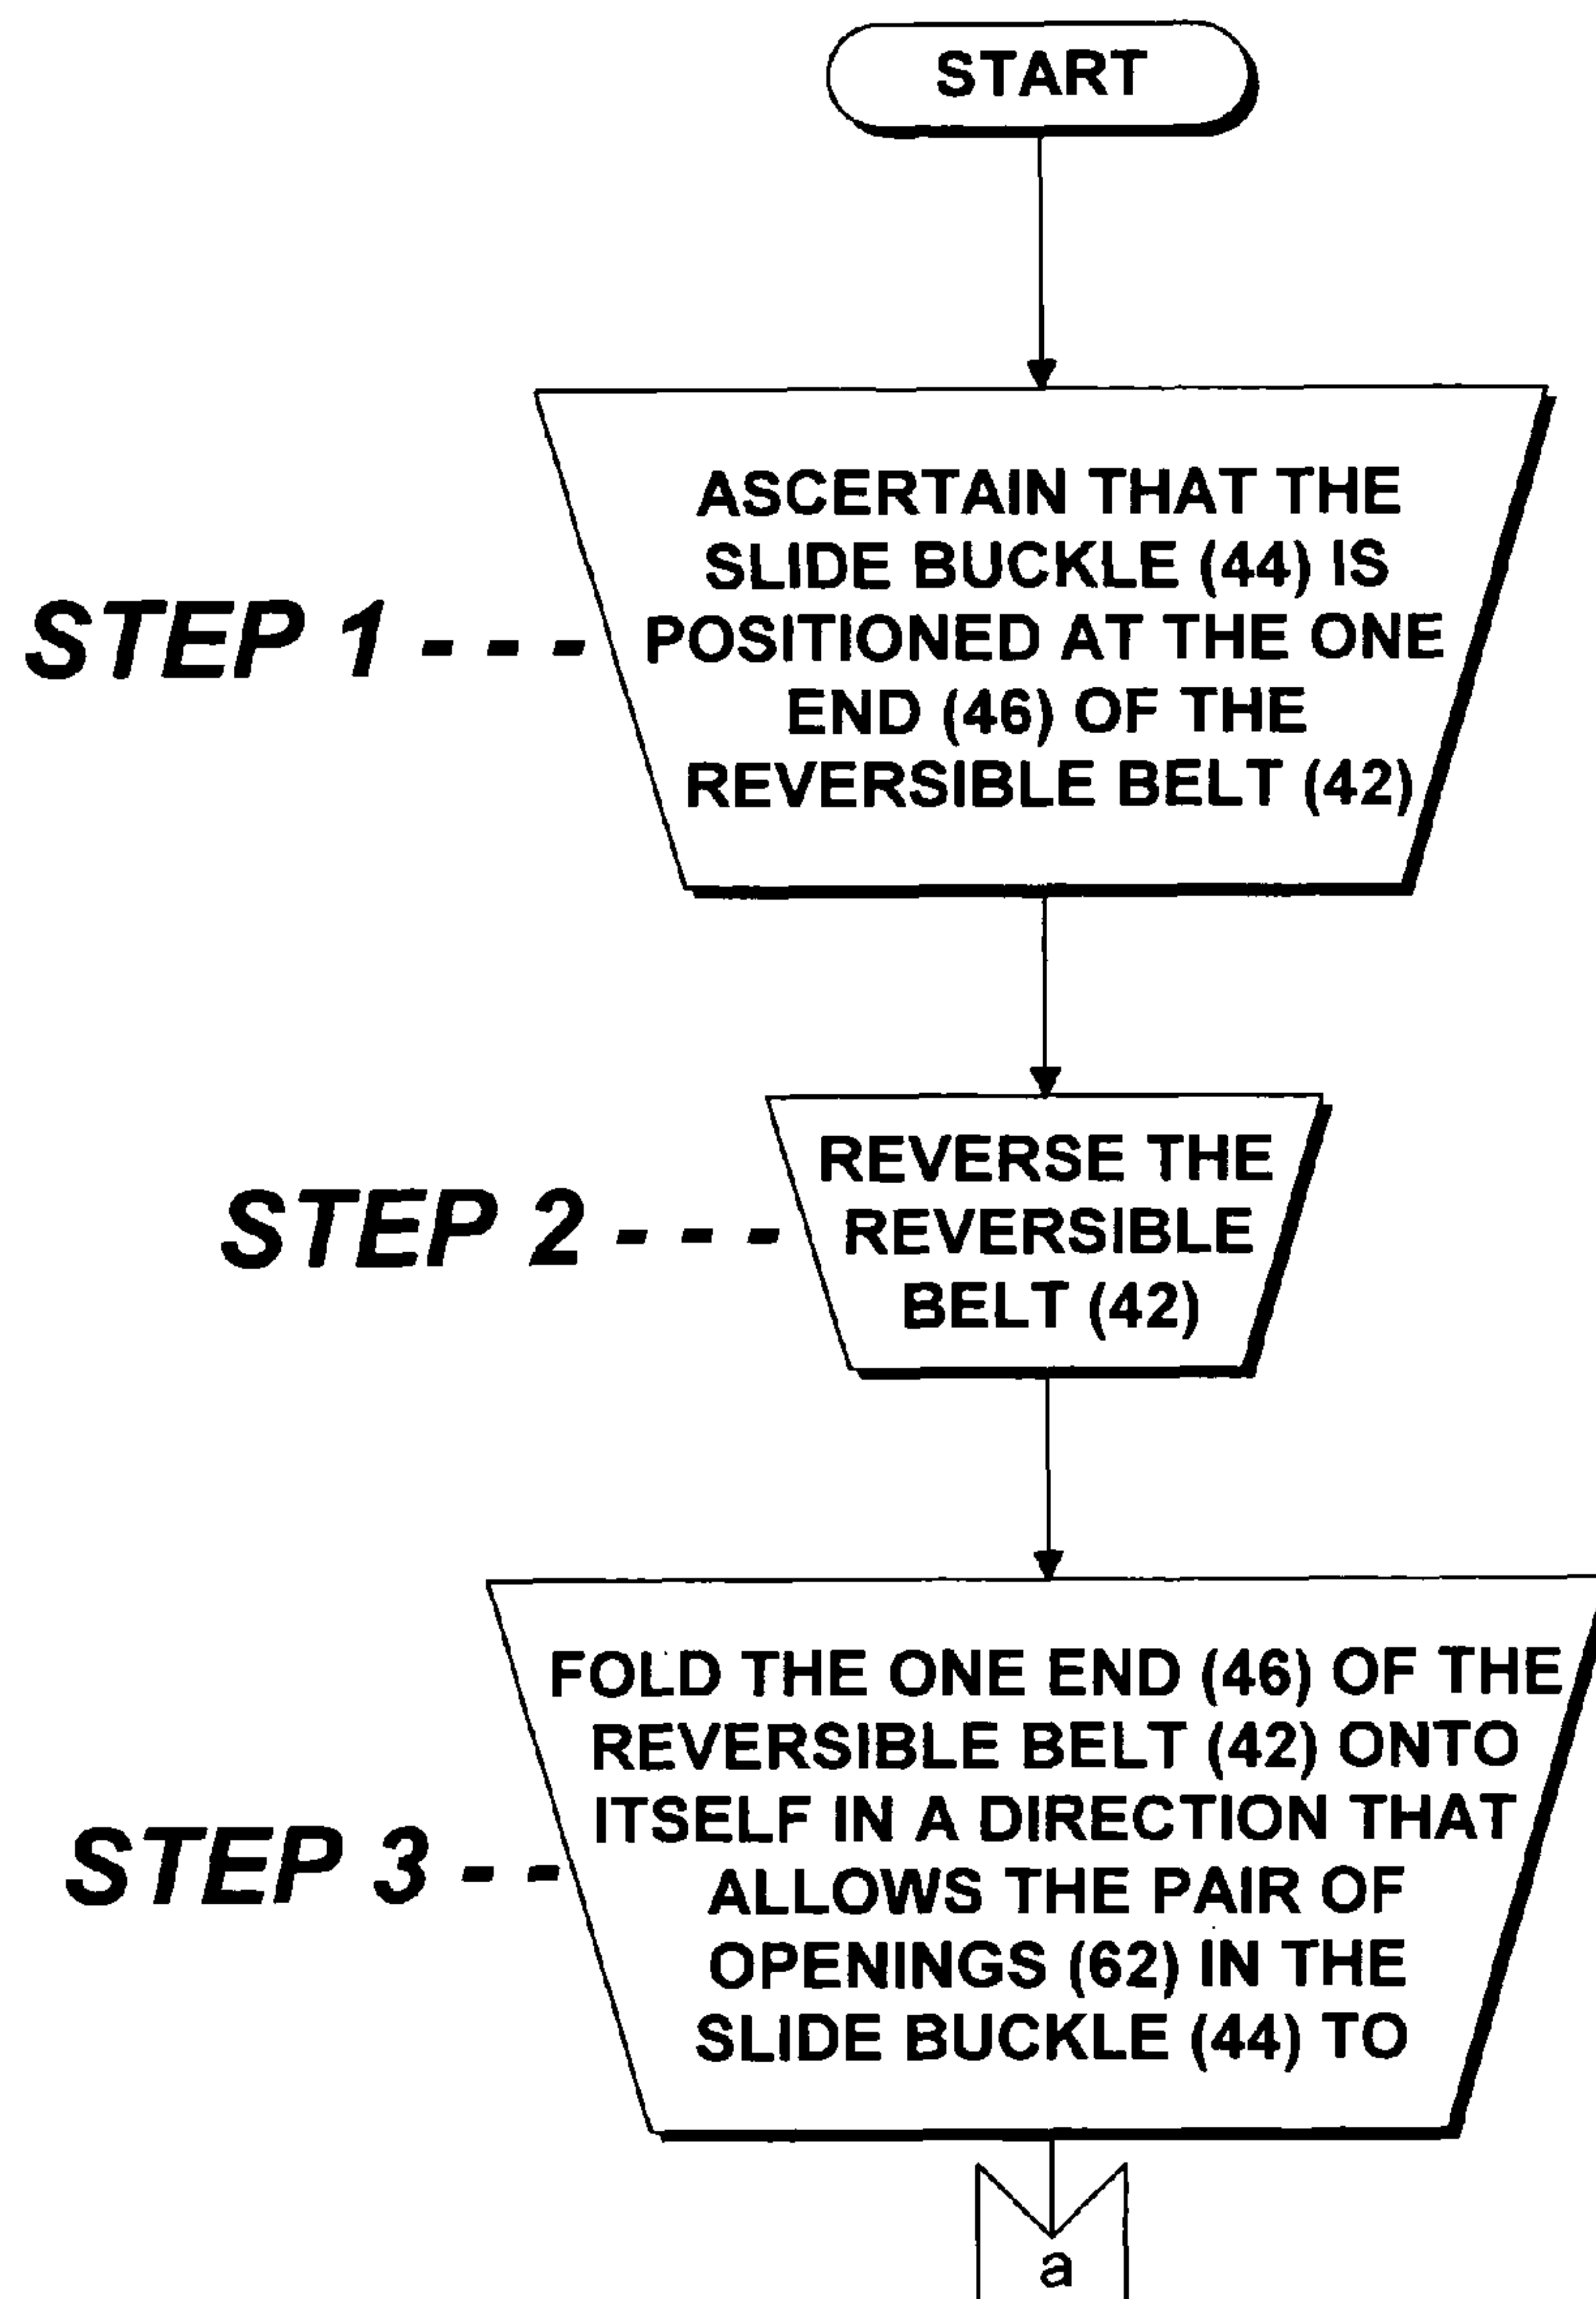 START
STEP 1 - - -
ASCERTAIN THAT THE
SLIDE BUCKLE (44) IS
POSITIONED AT THE ONE
END (46) OF THE
REVERSIBLE BELT (42)
STEP 2 - - -
REVERSE THE
REVERSIBLE
BELT (42)
STEP 3 - -
FOLD THE ONE END (46) OF THE
REVERSIBLE BELT (42) ONTO
ITSELF IN A DIRECTION THAT
ALLOWS THE PAIR OF
OPENINGS (62) IN THE
SLIDE BUCKLE (44) TO
a